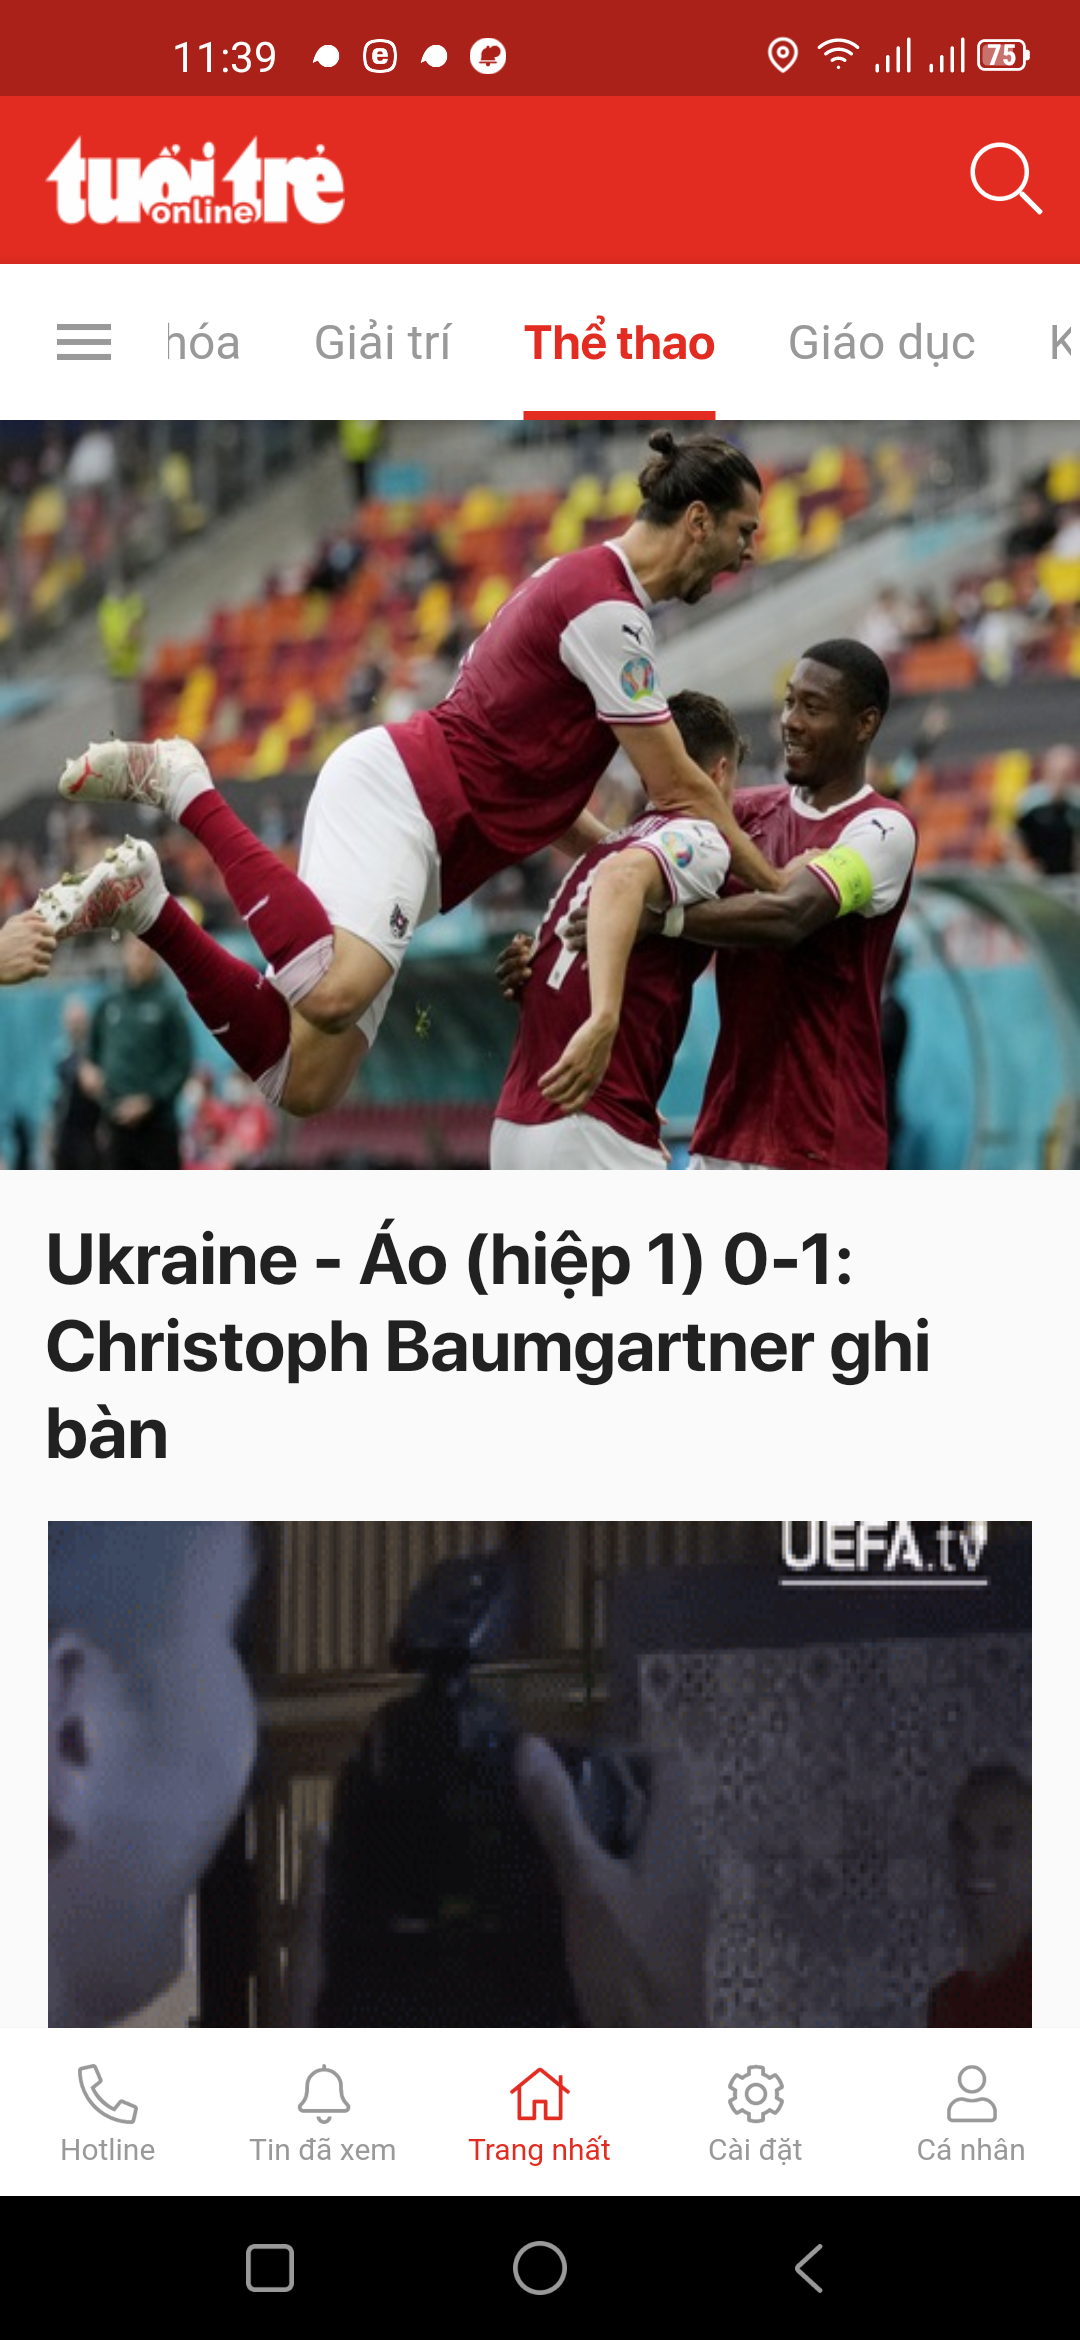 11:39
75
tuổi trẻ
online
hóa Giải trí Thể thao Giáo dục K
Ukraine - Áo (hiệp 1) 0-1:
Christoph Baumgartner ghi
bàn
UEFA.tv
Hotline Tin đã xem Trang nhất Cài đặt Cá nhân